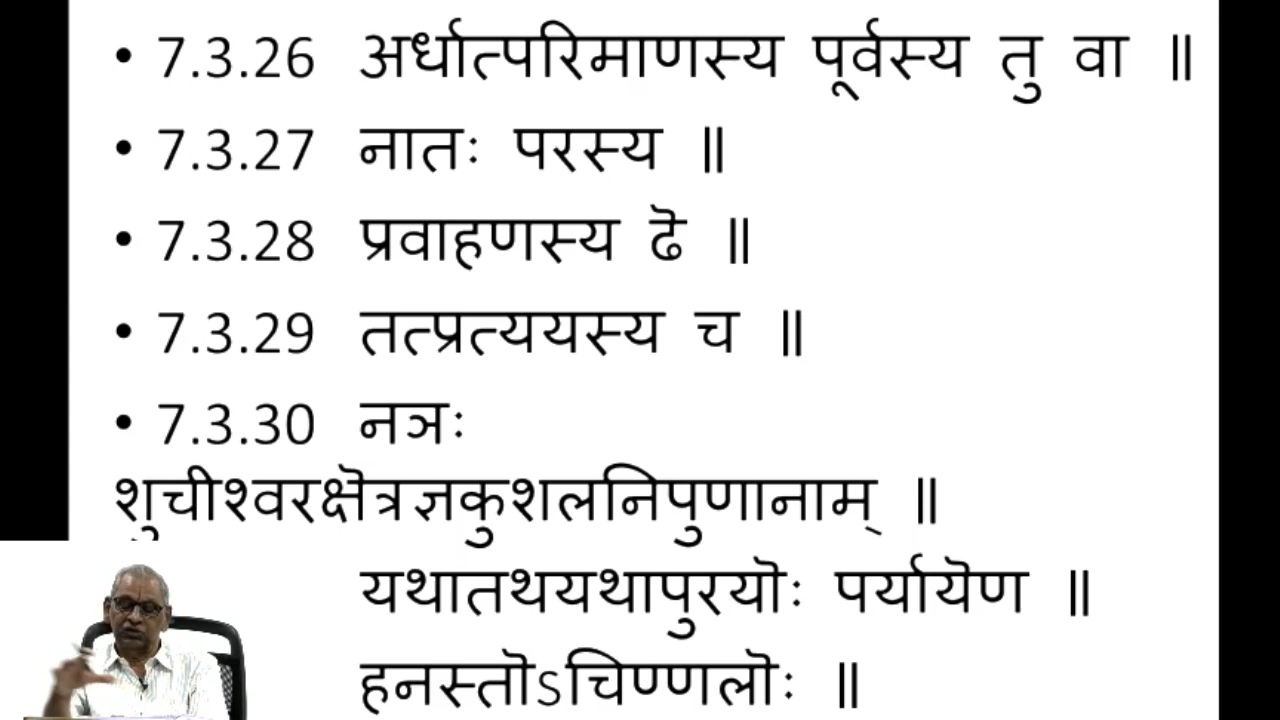 • 7.3.26 अर्धात्परिमाणस्य पूर्वस्य तु वा ॥
• 7.3.27 नातः परस्य ॥
• 7.3.28 प्रवाहणस्य ढॆ ॥
• 7.3.29 तत्प्रत्ययस्य च ॥
• 7.3.30 नञः
शुचीश्वरक्षॆत्रज्ञकुशलनिपुणानाम् ॥
यथातथयथापुरयॊः पर्यायॆण ॥
हनस्तॊऽचिण्णलॊः ॥